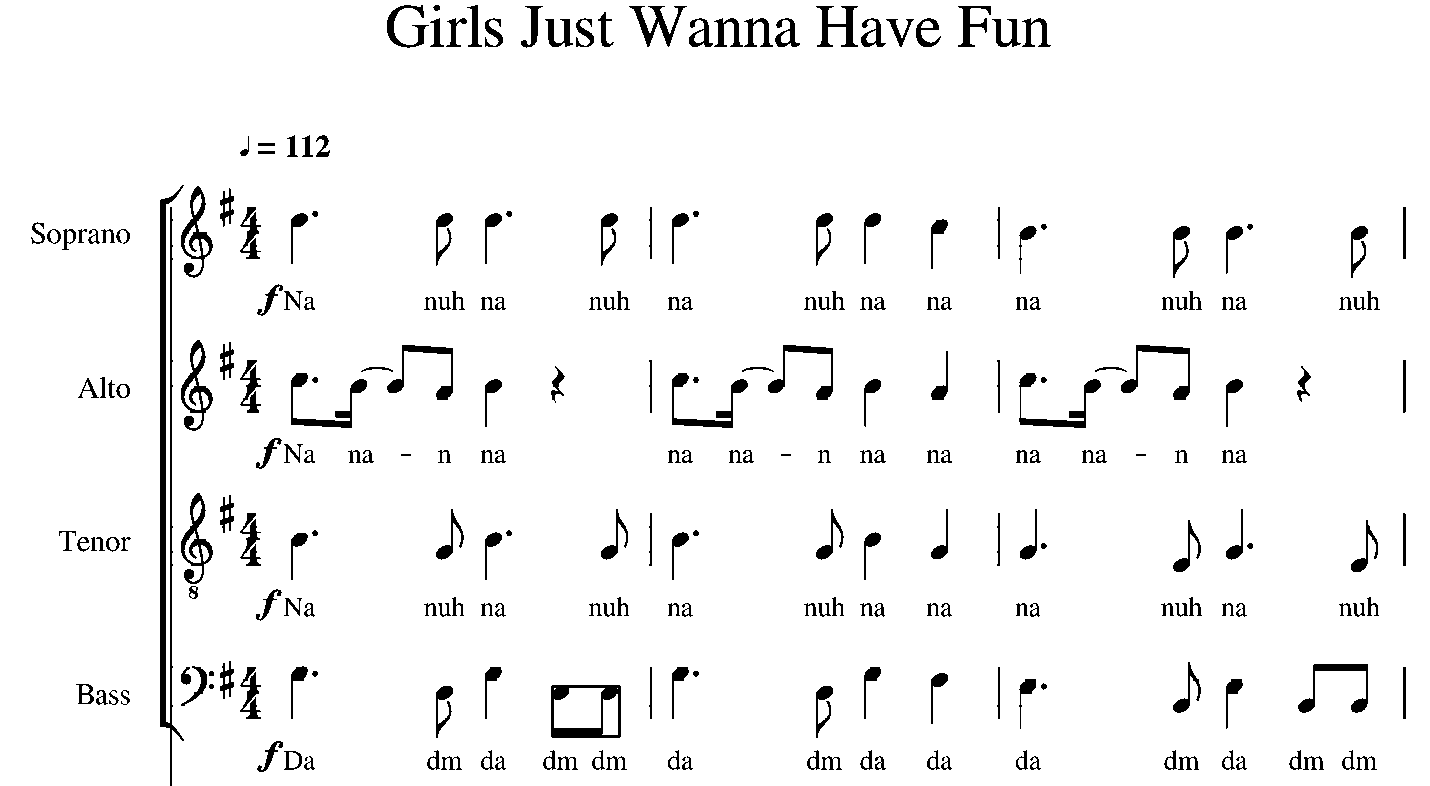 Girls Just Wanna Have Fun
♩ = 112
Soprano
f Na nuh na nuh na nuh na na na nuh na nuh
Alto
f Na na - n na na na - n na na na na - n na
Tenor
8
f Na nuh na nuh na nuh na na na nuh na nuh
Bass
f Da dm da dm dm da dm da da da dm da dm dm